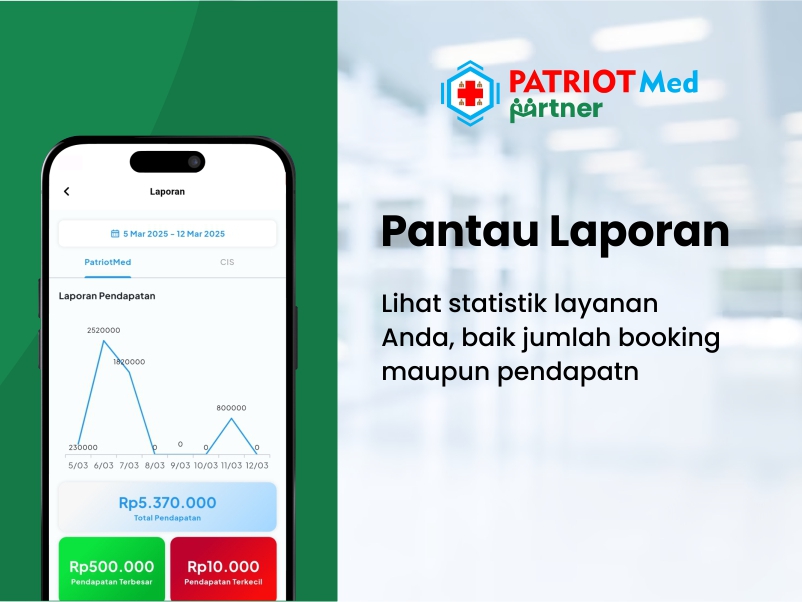 PATRIOT Med
partner
Pantau Laporan
Lihat statistik layanan
Anda, baik jumlah booking
maupun pendapatn
Laporan
5 Mar 2025 - 12 Mar 2025
PatriotMed CIS
Laporan Pendapatan
2520000
1820000
800000
230000 0 0 0 0
5/03 6/03 7/03 8/03 9/03 10/03 11/03 12/03
Rp5.370.000
Total Pendapatan
Rp500.000 Rp10.000
Pendapatan Terbesar Pendapatan Terkecil